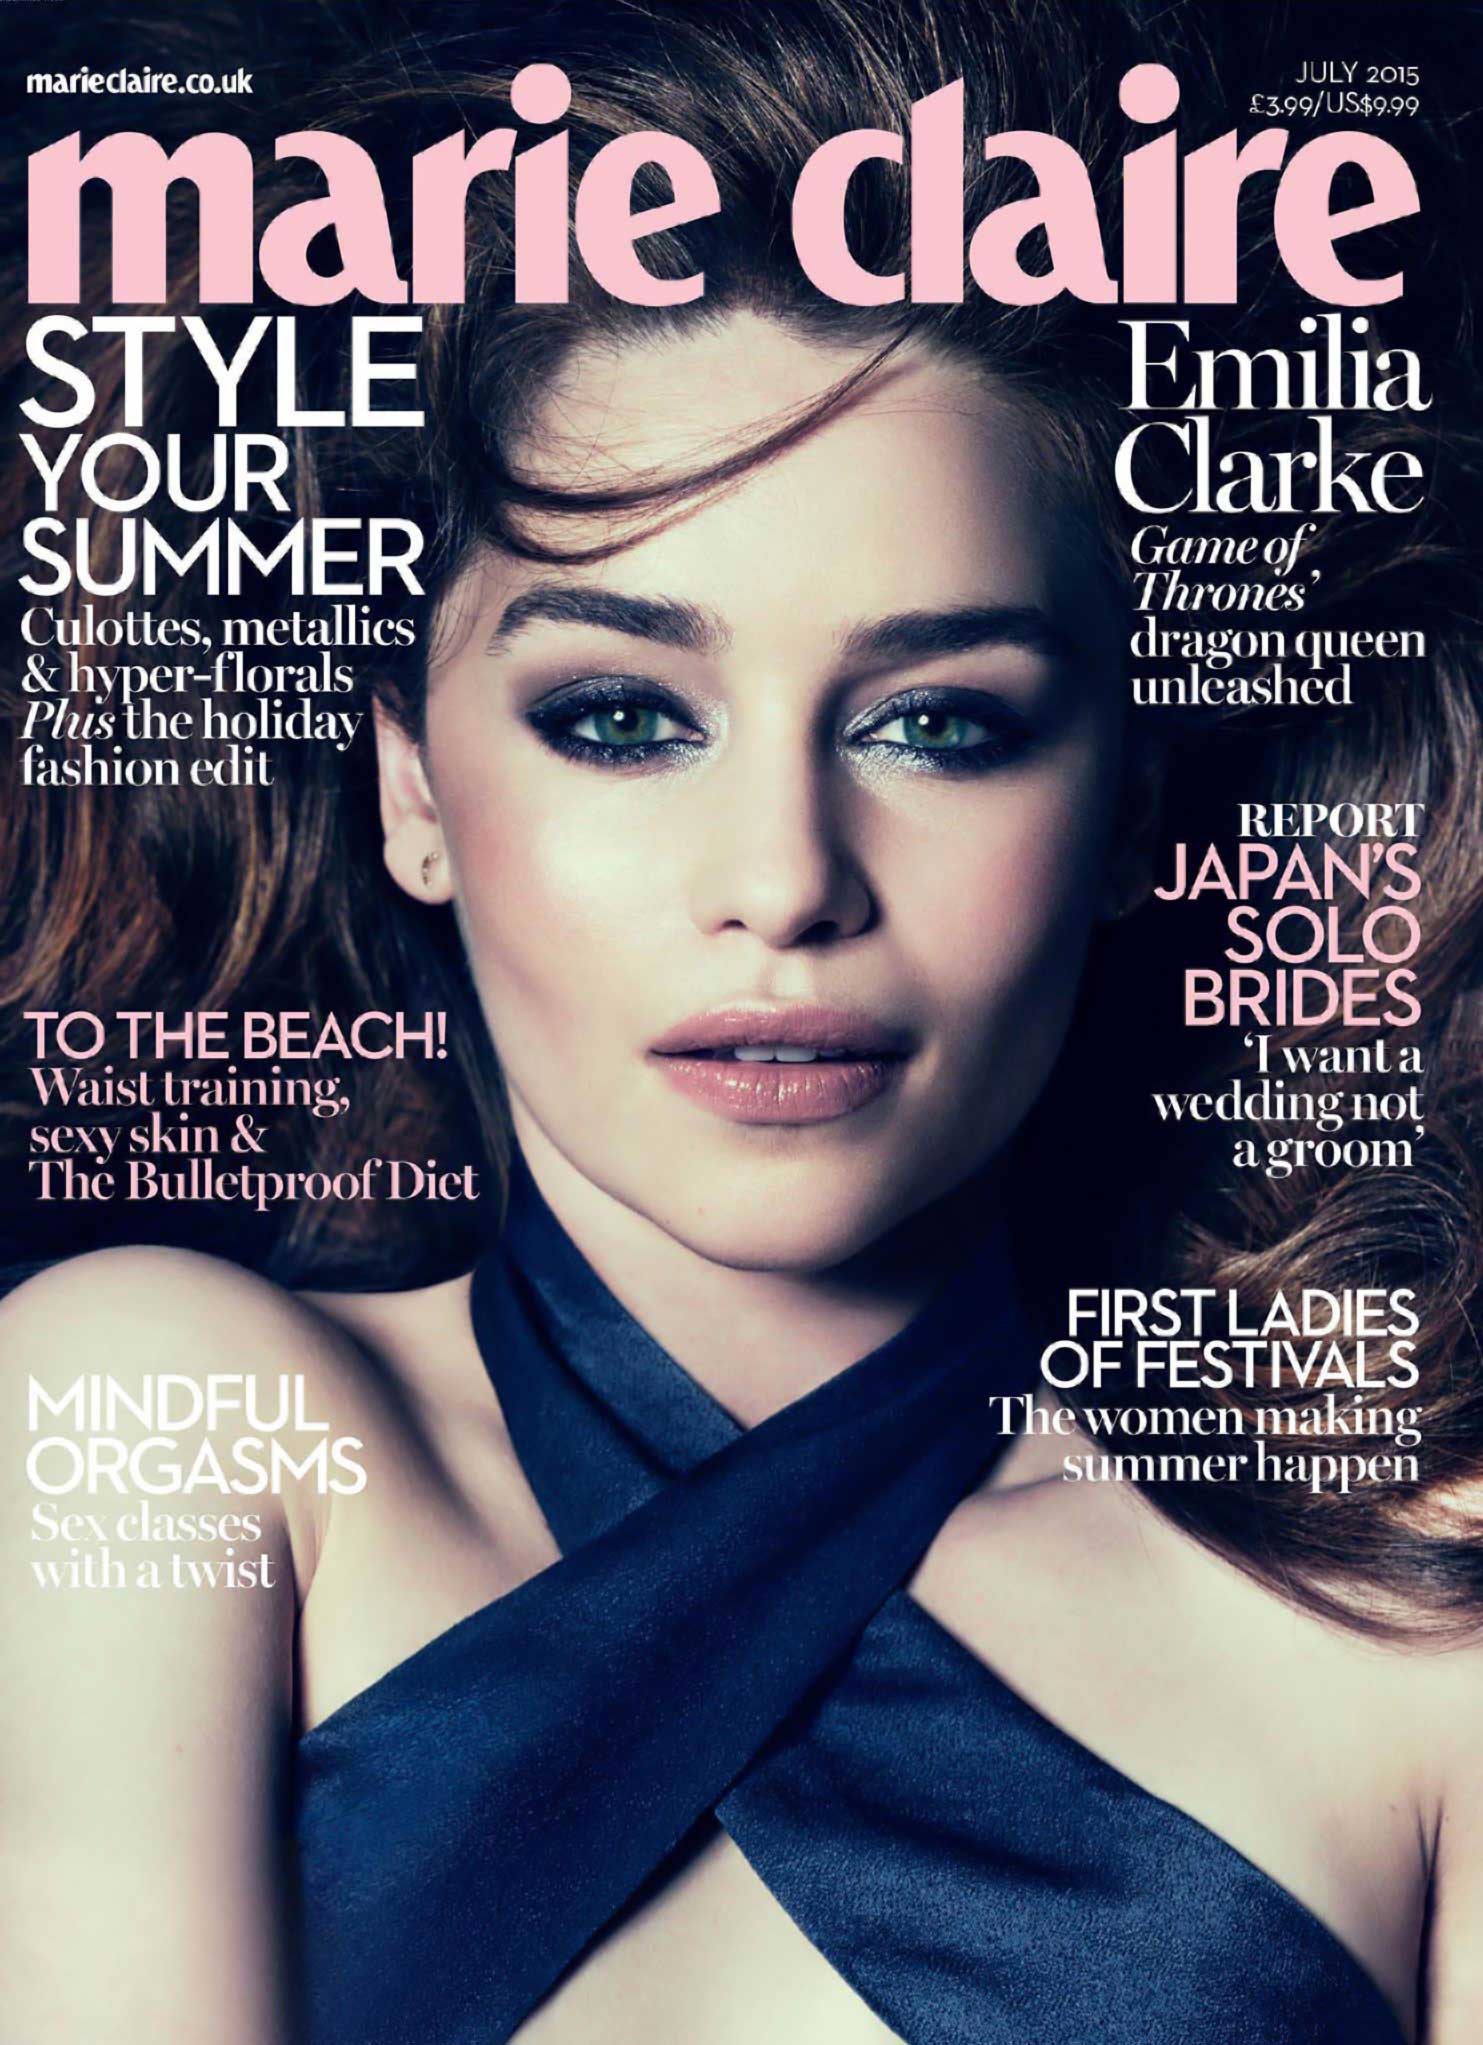 marieclaire.co.uk
JULY 2015
£3.99/US$9.99
marie claire
STYLE
YOUR
SUMMER
Culottes, metallics
& hyper-florals
Plus the holiday
fashion edit
Emilia
Clarke
Game of
Thrones’
dragon queen
unleashed
REPORT
JAPAN’S
SOLO
BRIDES
‘I want a
wedding not
a groom’
TO THE BEACH!
Waist training,
sexy skin &
The Bulletproof Diet
FIRST LADIES
OF FESTIVALS
The women making
summer happen
MINDFUL
ORGASMS
Sex classes
with a twist